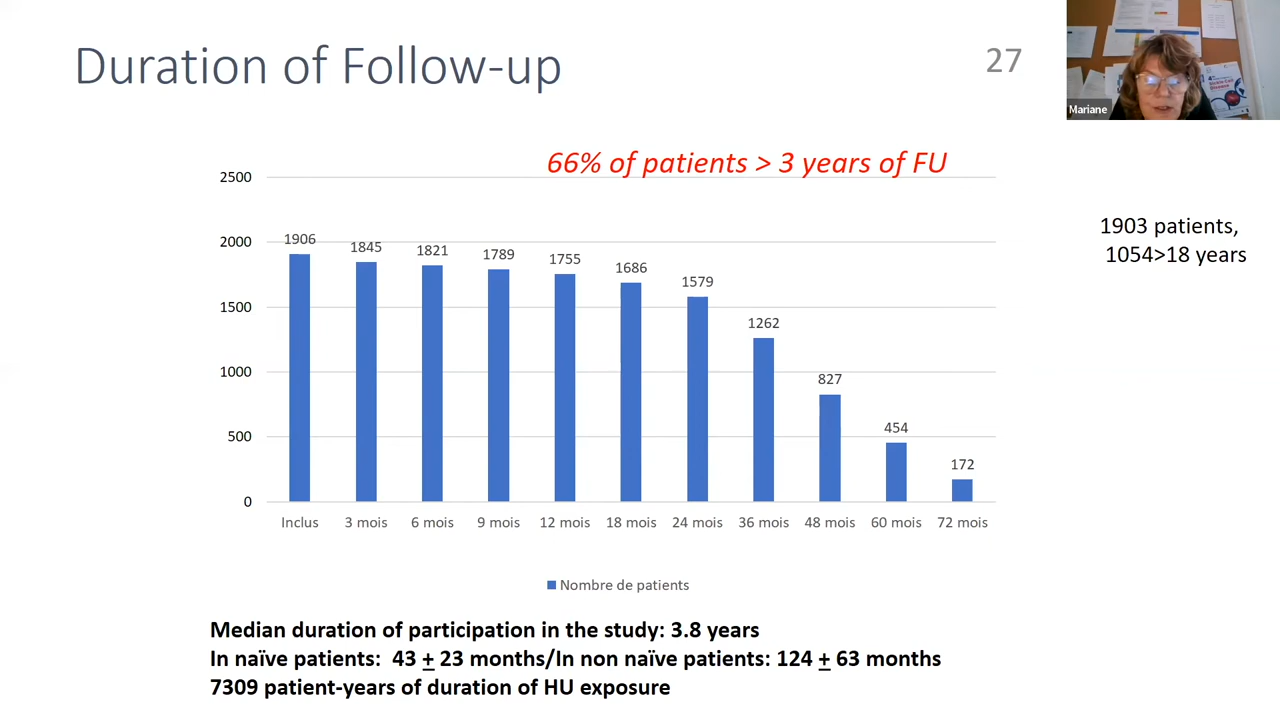 Duration of Follow-up
27
Mariane
66% of patients > 3 years of FU
1903 patients,
1054>18 years
2500
2000
1500
1000
500
0
1906
1845
1821
1789
1755
1686
1579
1262
827
454
172
Inclus 3 mois 6 mois 9 mois 12 mois 18 mois 24 mois 36 mois 48 mois 60 mois 72 mois
Nombre de patients
Median duration of participation in the study: 3.8 years
In naïve patients: 43 ± 23 months/In non naïve patients: 124 ± 63 months
7309 patient-years of duration of HU exposure